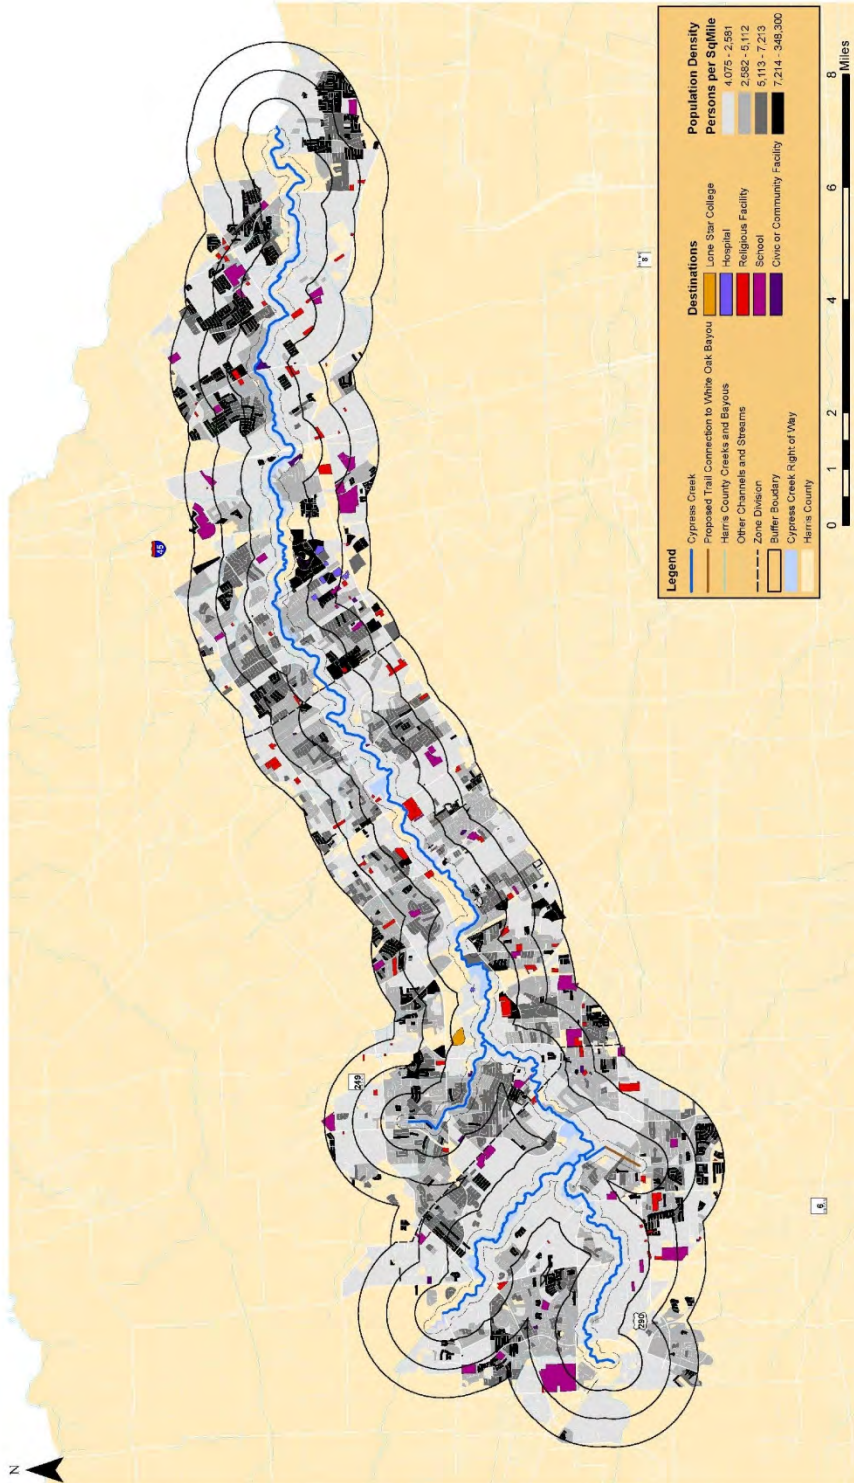 N
45
249
290
6
8
Legend
Cypress Creek
Proposed Trail Connection to White Oak Bayou
Harris County Creeks and Bayous
Other Channels and Streams
Zone Division
Buffer Boudary
Cypress Creek Right of Way
Harris County
Destinations
Lone Star College
Hospital
Religious Facility
School
Civic or Community Facility
Population Density
Persons per SqMile
4.075 - 2,581
2,582 - 5,112
5,113 - 7,213
7,214 - 348,300
0 1 2 4 6 8
Miles